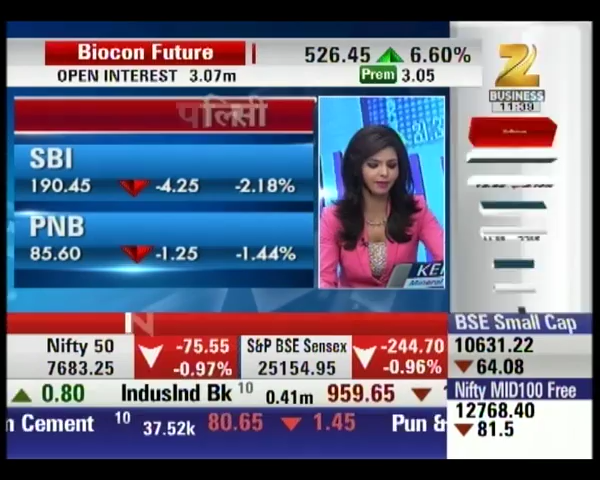 Biocon Future
526.45 6.60%
OPEN INTEREST 3.07m
Prem 3.05
Z
BUSINESS
11:39
पॉलिसी
SBI
190.45 -4.25 -2.18%
PNB
85.60 -1.25 -1.44%
KE
Mineral
N
Nifty 50
7683.25
-75.55
-0.97%
S&P BSE Sensex
25154.95
-244.70
-0.96%
BSE Small Cap
10631.22
64.08
0.80 IndusInd Bk 10 0.41m 959.65
Nifty MID100 Free
12768.40
81.5
Cement 10 37.52k 80.65 1.45 Pun &